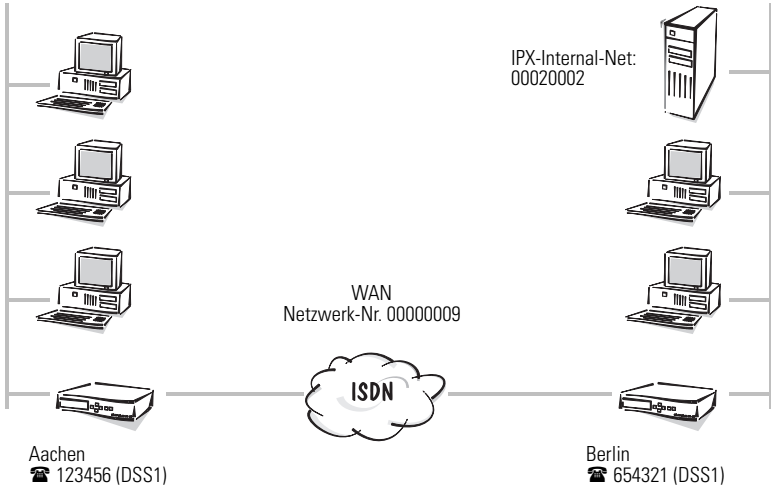 IPX-Internal-Net:
00020002
WAN
Netzwerk-Nr. 00000009
ISDN
Aachen
☎ 123456 (DSS1)
Berlin
☎ 654321 (DSS1)